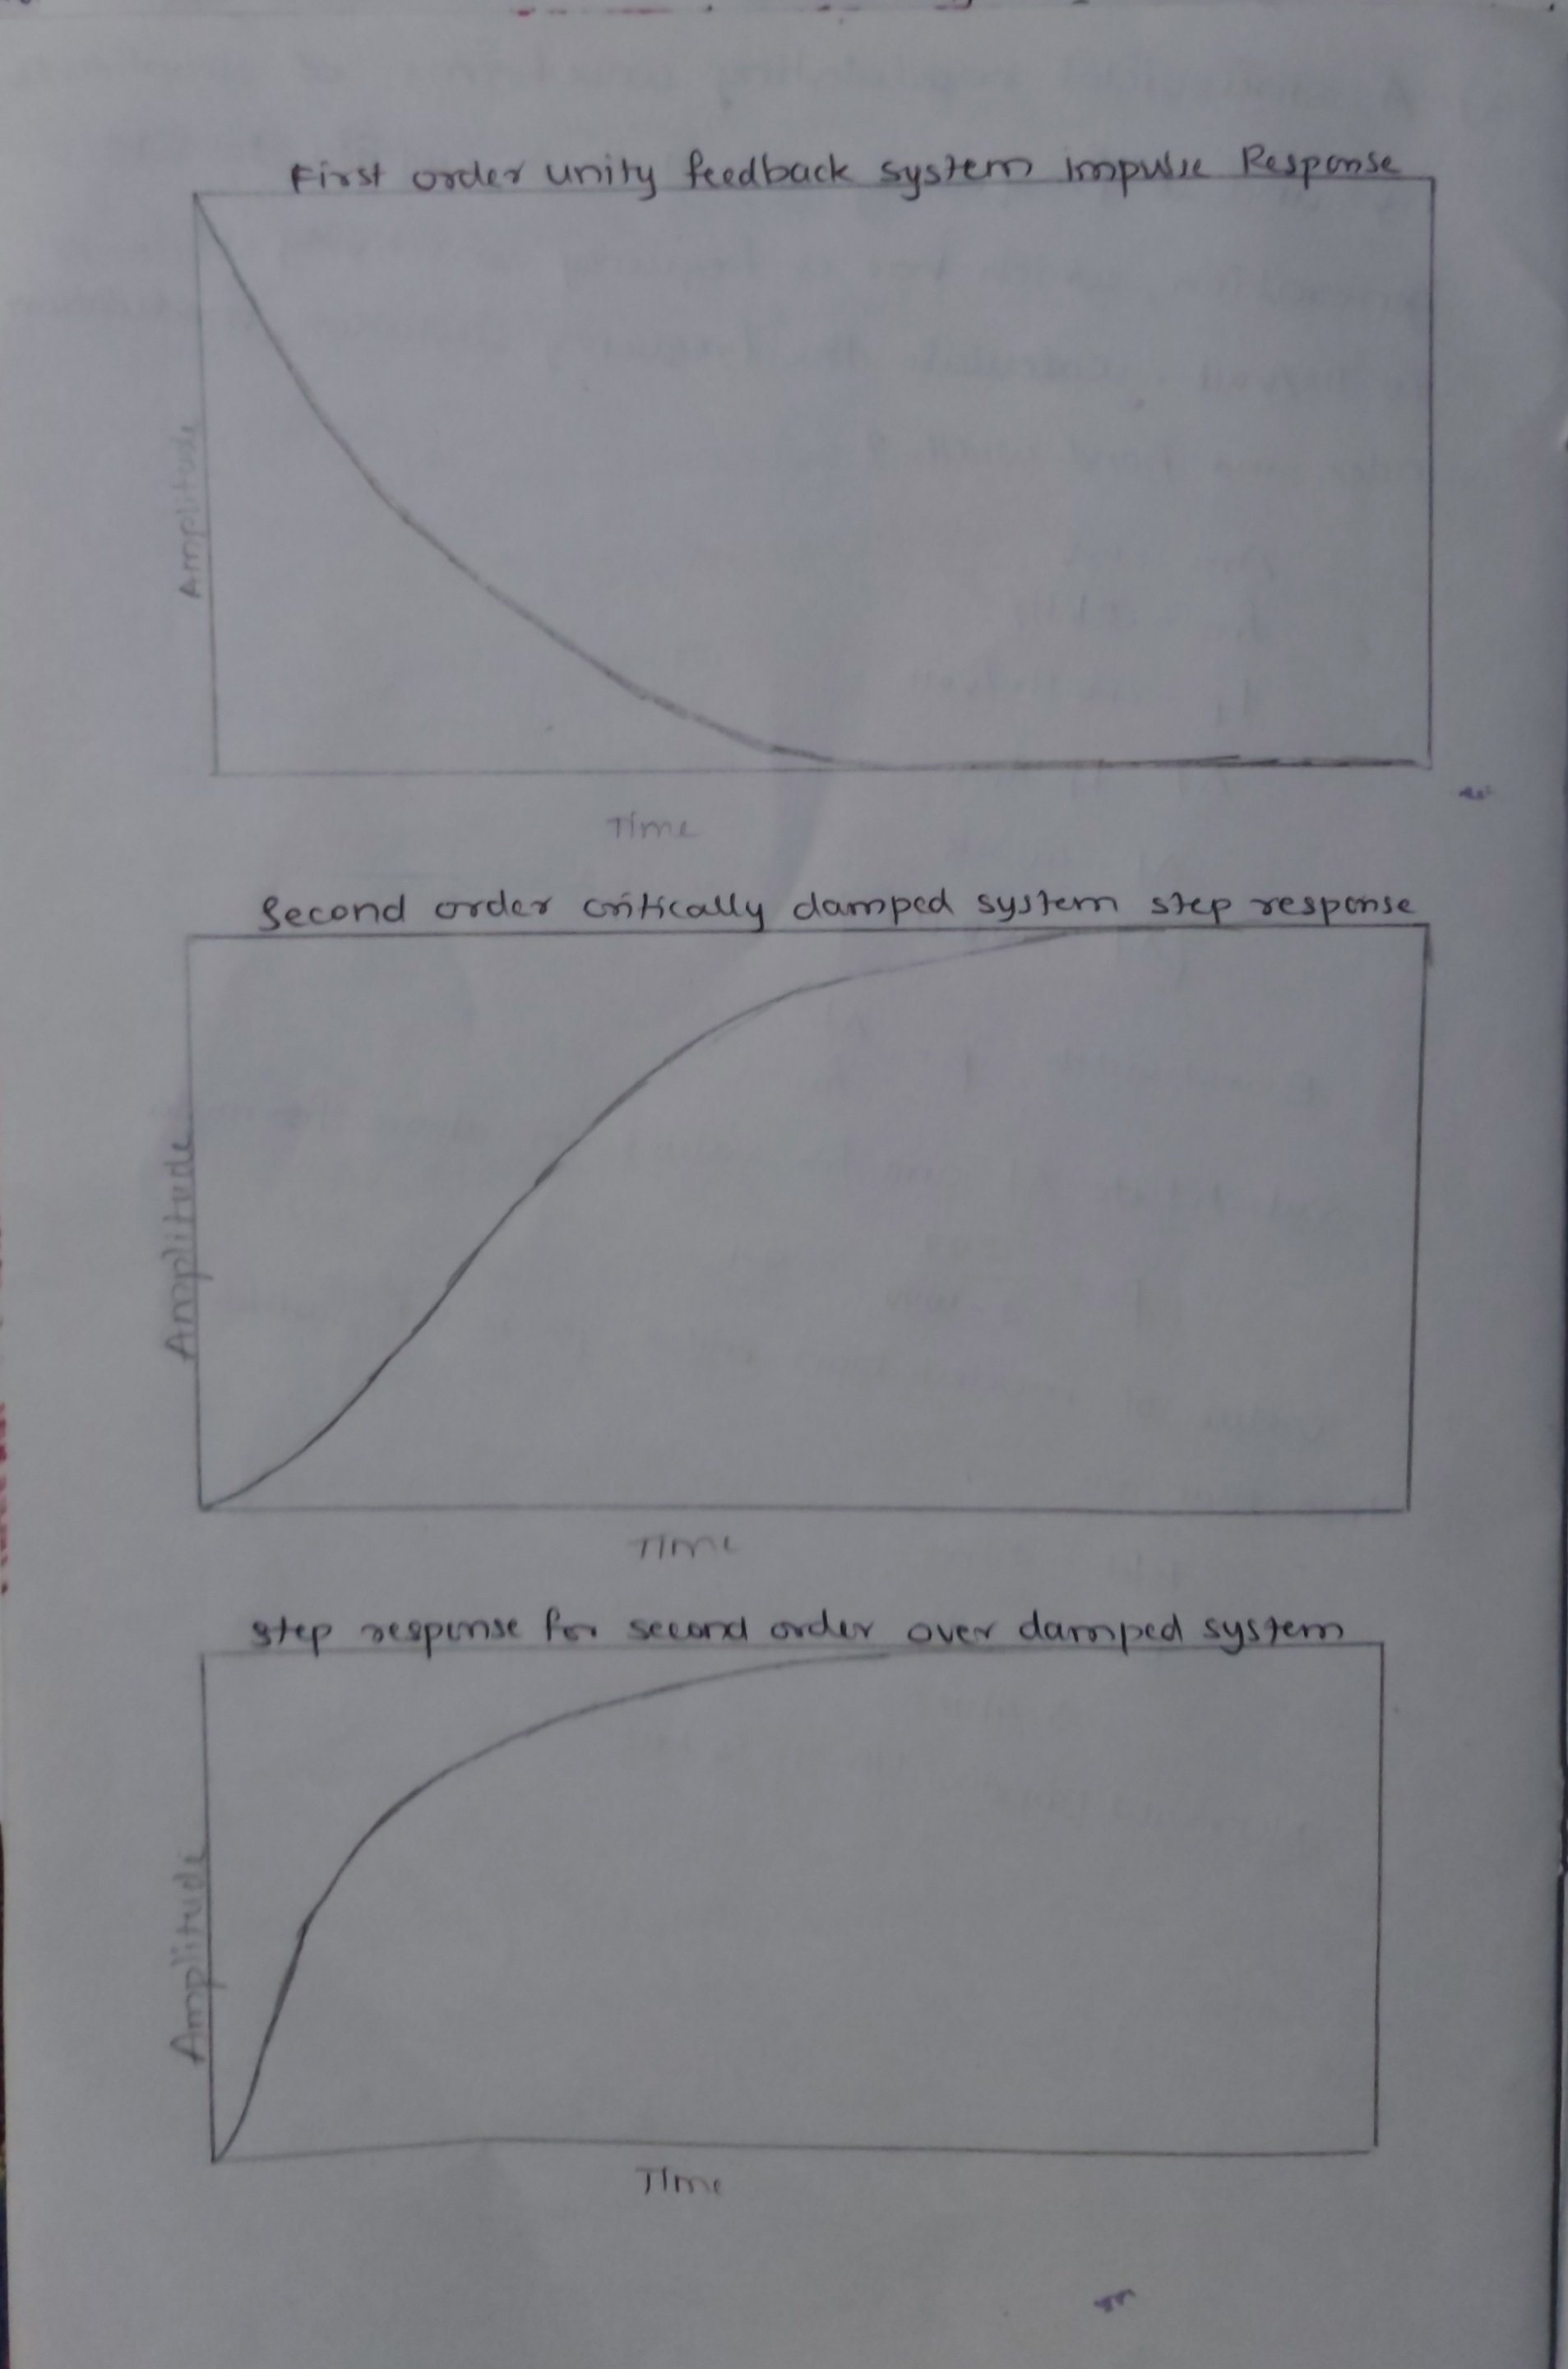 First order unity feedback system Impulse Response
Amplitude
Time
Second order critically damped system step response
Amplitude
Time
step response for second order over damped system
Amplitude
Time